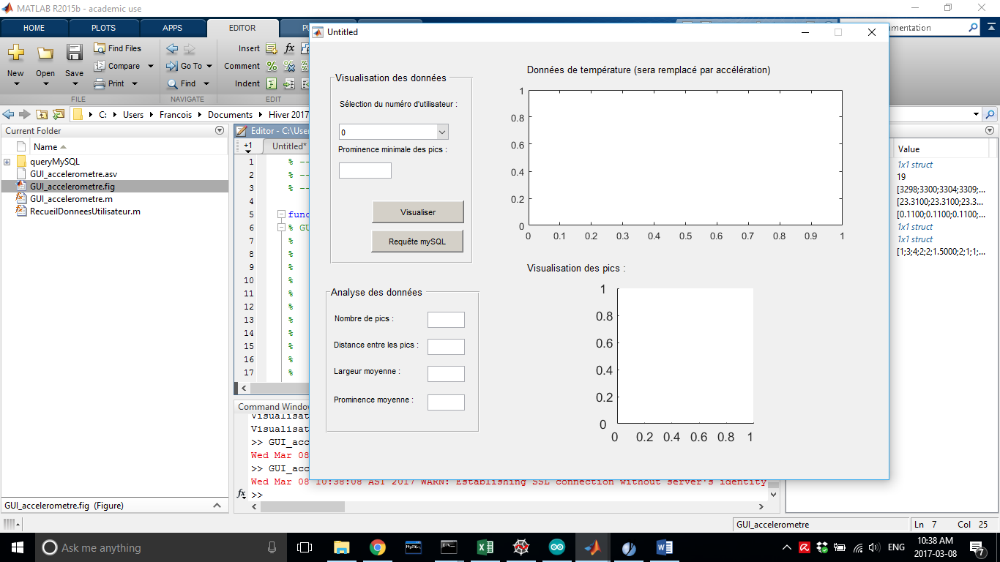 MATLAB R2015b - academic use
HOME PLOTS APPS EDITOR
Find Files
Compare
Print
New Open Save
FILE
Go To
Find
NAVIGATE
Insert
Comment
Indent
EDIT
C: Users Francois Documents Hiver 2017
Current Folder
Name
queryMySQL
GUI_accelerometre.asv
GUI_accelerometre.fig
GUI_accelerometre.m
RecueilDonneesUtilisateur.m
GUI_accelerometre.fig (Figure)
Editor - C:\User
+1 Untitled*
1 % --
2 % --
3 % --
4
5 func
6 % GU
7 %
8 %
9 %
10 %
11 %
12 %
13 %
14 %
15 %
16 %
17 %
Command Window
Visualisat
Visualisat
>> GUI_acc
Wed Mar 08
>> GUI_acc
Wed Mar 08 10:38:08 AST 2017 WARN: Establishing SSL connection without server's identity
>>
Untitled
Visualisation des données
Sélection du numéro d'utilisateur :
0
Prominence minimale des pics :
Visualiser
Requête mySQL
Analyse des données
Nombre de pics :
Distance entre les pics :
Largeur moyenne :
Prominence moyenne :
Données de température (sera remplacé par accélération)
1
0.8
0.6
0.4
0.2
0
0 0.1 0.2 0.3 0.4 0.5 0.6 0.7 0.8 0.9 1
Visualisation des pics :
1
0.8
0.6
0.4
0.2
0
0 0.2 0.4 0.6 0.8 1
mentation
Value
1x1 struct
19
[3298;3300;3304;3309;...
[23.3100;23.3100;23.3...
[0.1100;0.1100;0.1100;...
1x1 struct
1x1 struct
[1;3;4;2;2;1.5000;2;1;1;...
GUI_accelerometre
Ln 7 Col 25
Ask me anything
ENG
10:38 AM
2017-03-08
7